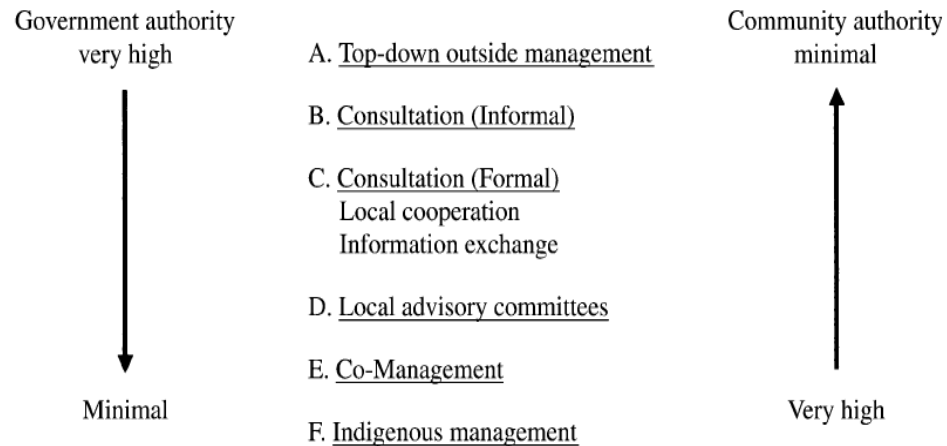 Government authority
very high
Community authority
minimal
A. Top-down outside management
B. Consultation (Informal)
C. Consultation (Formal)
Local cooperation
Information exchange
D. Local advisory committees
E. Co-Management
Minimal
Very high
F. Indigenous management